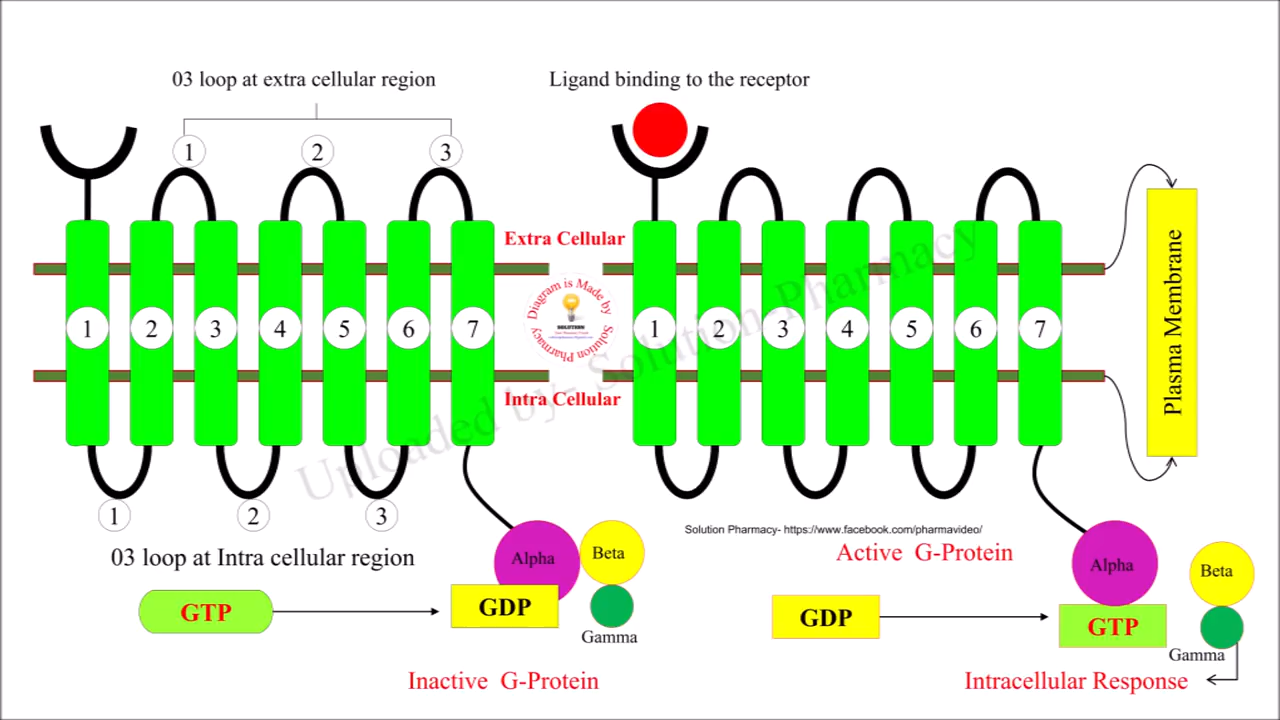 03 loop at extra cellular region
Ligand binding to the receptor
1
2
3
Extra Cellular
1
2
3
4
5
6
7
1
2
3
4
5
6
7
Diagram is Made by Solution Pharmacy
SOLUTION
Plasma Membrane
Intra Cellular
Uploaded by- Solution Pharmacy
1
2
3
03 loop at Intra cellular region
Solution Pharmacy- https://www.facebook.com/pharmavideo/
Active G-Protein
Alpha
Beta
GTP
GDP
Gamma
Inactive G-Protein
Alpha
Beta
GDP
GTP
Gamma
Intracellular Response